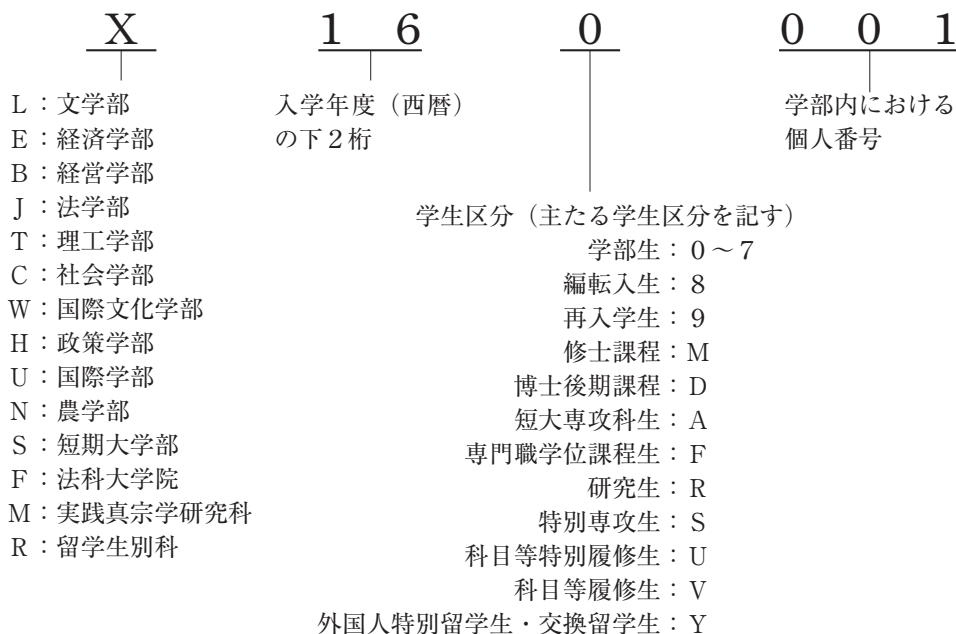 X 16 0 001
L：文学部
E：経済学部
B：経営学部
J：法学部
T：理工学部
C：社会学部
W：国際文化学部
H：政策学部
U：国際学部
N：農学部
S：短期大学部
F：法科大学院
M：実践真宗学研究科
R：留学生別科
入学年度（西暦）
の下２桁
学生区分（主たる学生区分を記す）
学部生：０～７
編転入生：８
再入学生：９
修士課程：M
博士後期課程：D
短大専攻科生：A
専門職学位課程生：F
研究生：R
特別専攻生：S
科目等特別履修生：U
科目等履修生：V
外国人特別留学生・交換留学生：Y
学部内における
個人番号